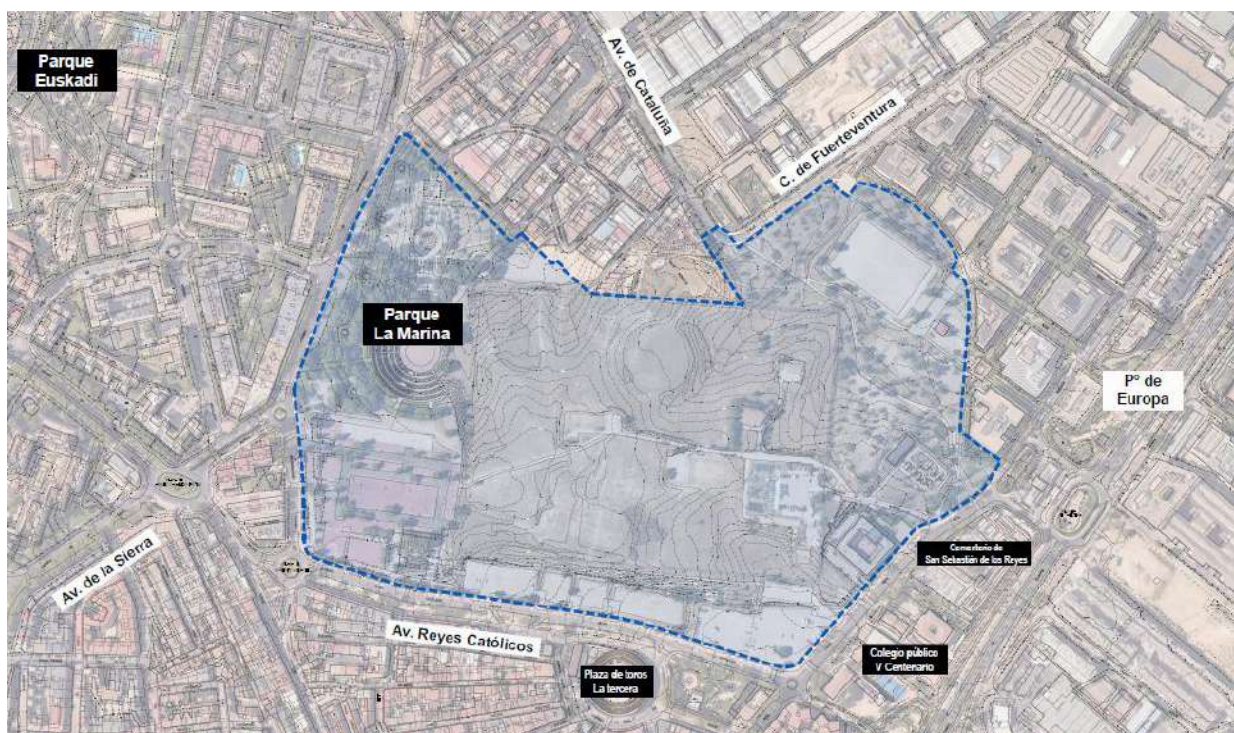 Parque
Euskadi
Av. de Cataluña
C. de Fuerteventura
Parque
La Marina
Pº de
Europa
Av. de la Sierra
Cementerio de
San Sebastián de los Reyes
Av. Reyes Católicos
Colegio público
V Centenario
Plaza de toros
La tercera